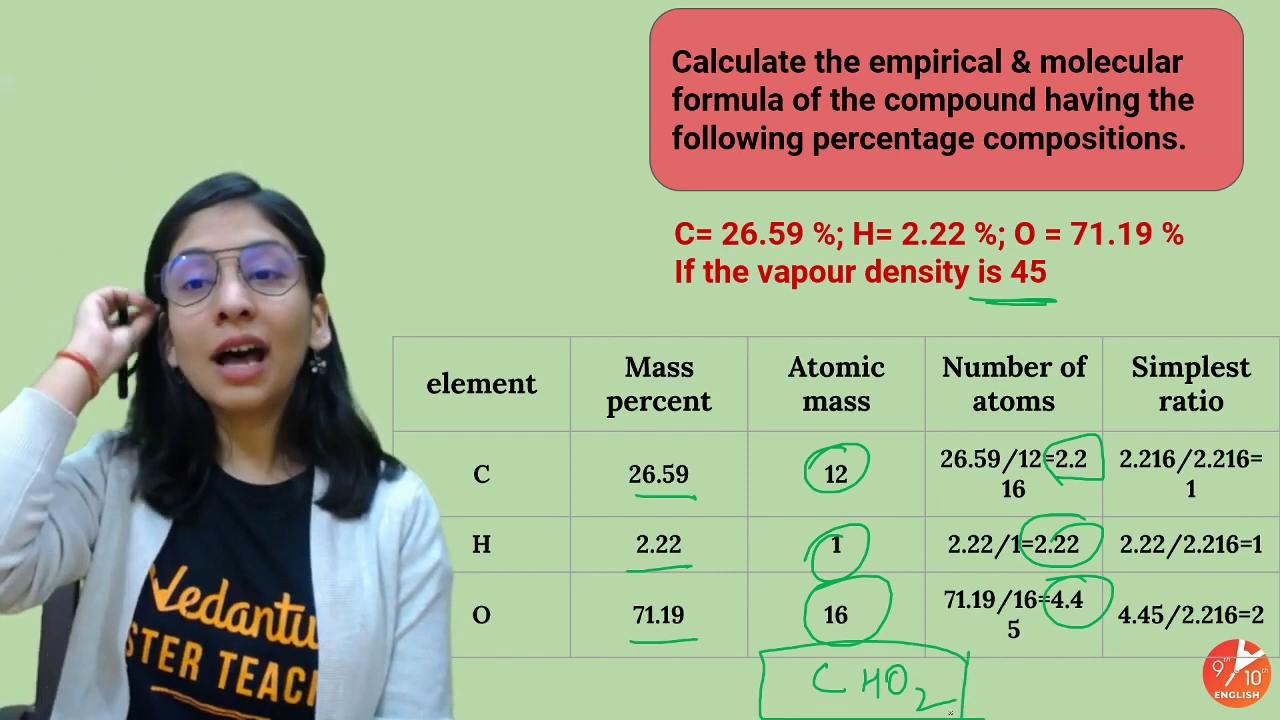 Calculate the empirical & molecular
formula of the compound having the
following percentage compositions.
C= 26.59 %; H= 2.22 %; O = 71.19 %
If the vapour density is 45
element Mass percent Atomic mass Number of atoms Simplest ratio
C 26.59 12 26.59/12=2.2 2.216/2.216=
16 1
H 2.22 1 2.22/1=2.22 2.22/2.216=1
O 71.19 16 71.19/16=4.4 4.45/2.216=2
5
CHO2
Vedantu
STER TEAC
9th 10th
ENGLISH